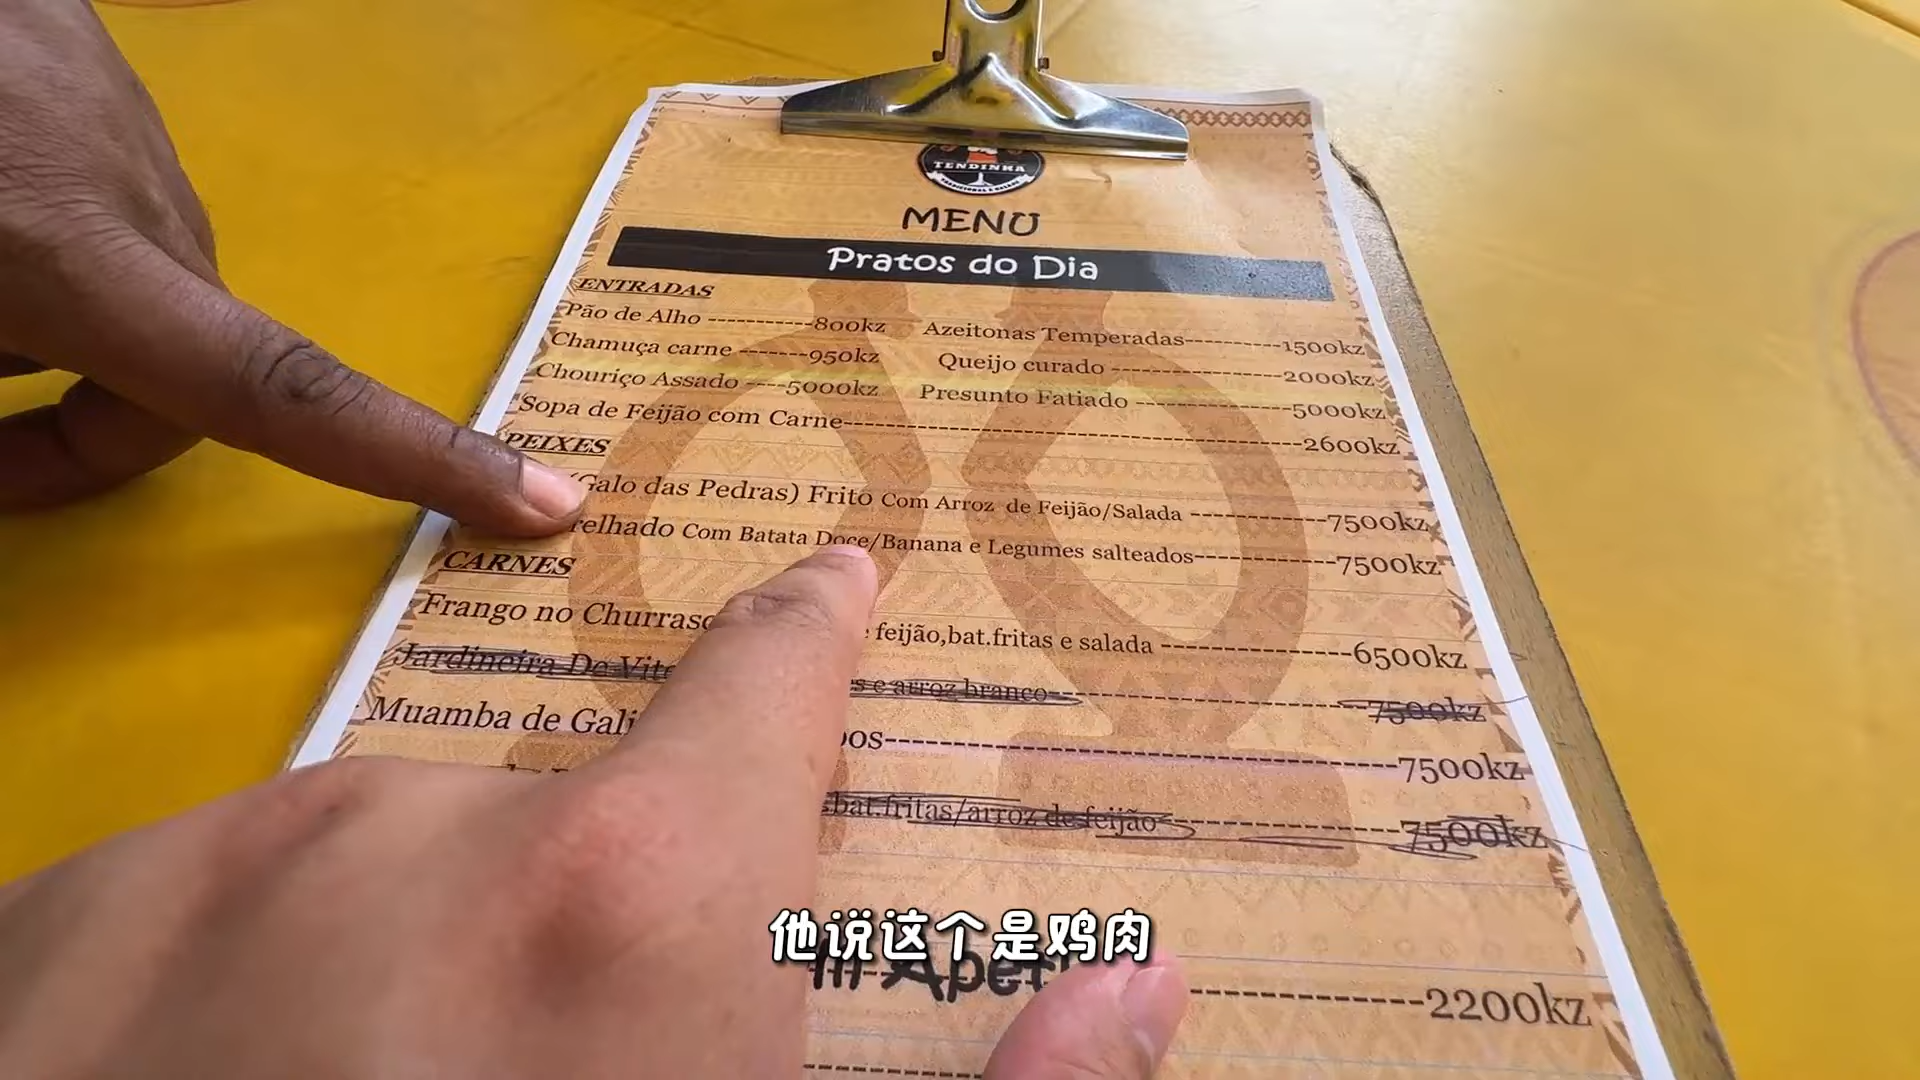 TENDINHA
MENU
Pratos do Dia
ENTRADAS
Pão de Alho -----------800kz Azeitonas Temperadas----------1500kz
Chamuça carne -------950kz Queijo curado -----------------2000kz
Chouriço Assado ----5000kz Presunto Fatiado ---------------5000kz
Sopa de Feijão com Carne---------------------------------------------2600kz
PEIXES
(Galo das Pedras) Frito Com Arroz de Feijão/Salada -------------7500kz
relhado Com Batata Doce/Banana e Legumes salteados-------------7500kz
CARNES
Frango no Churrasc feijão,bat.fritas e salada -----------------6500kz
Jardineira De Vite s e arroz branco-----------------------------7500kz
Muamba de Gali os-------------------------------------------7500kz
bat.fritas/arroz de feijão--------------------7500kz
他说这个是鸡肉
Aper
--------------------2200kz